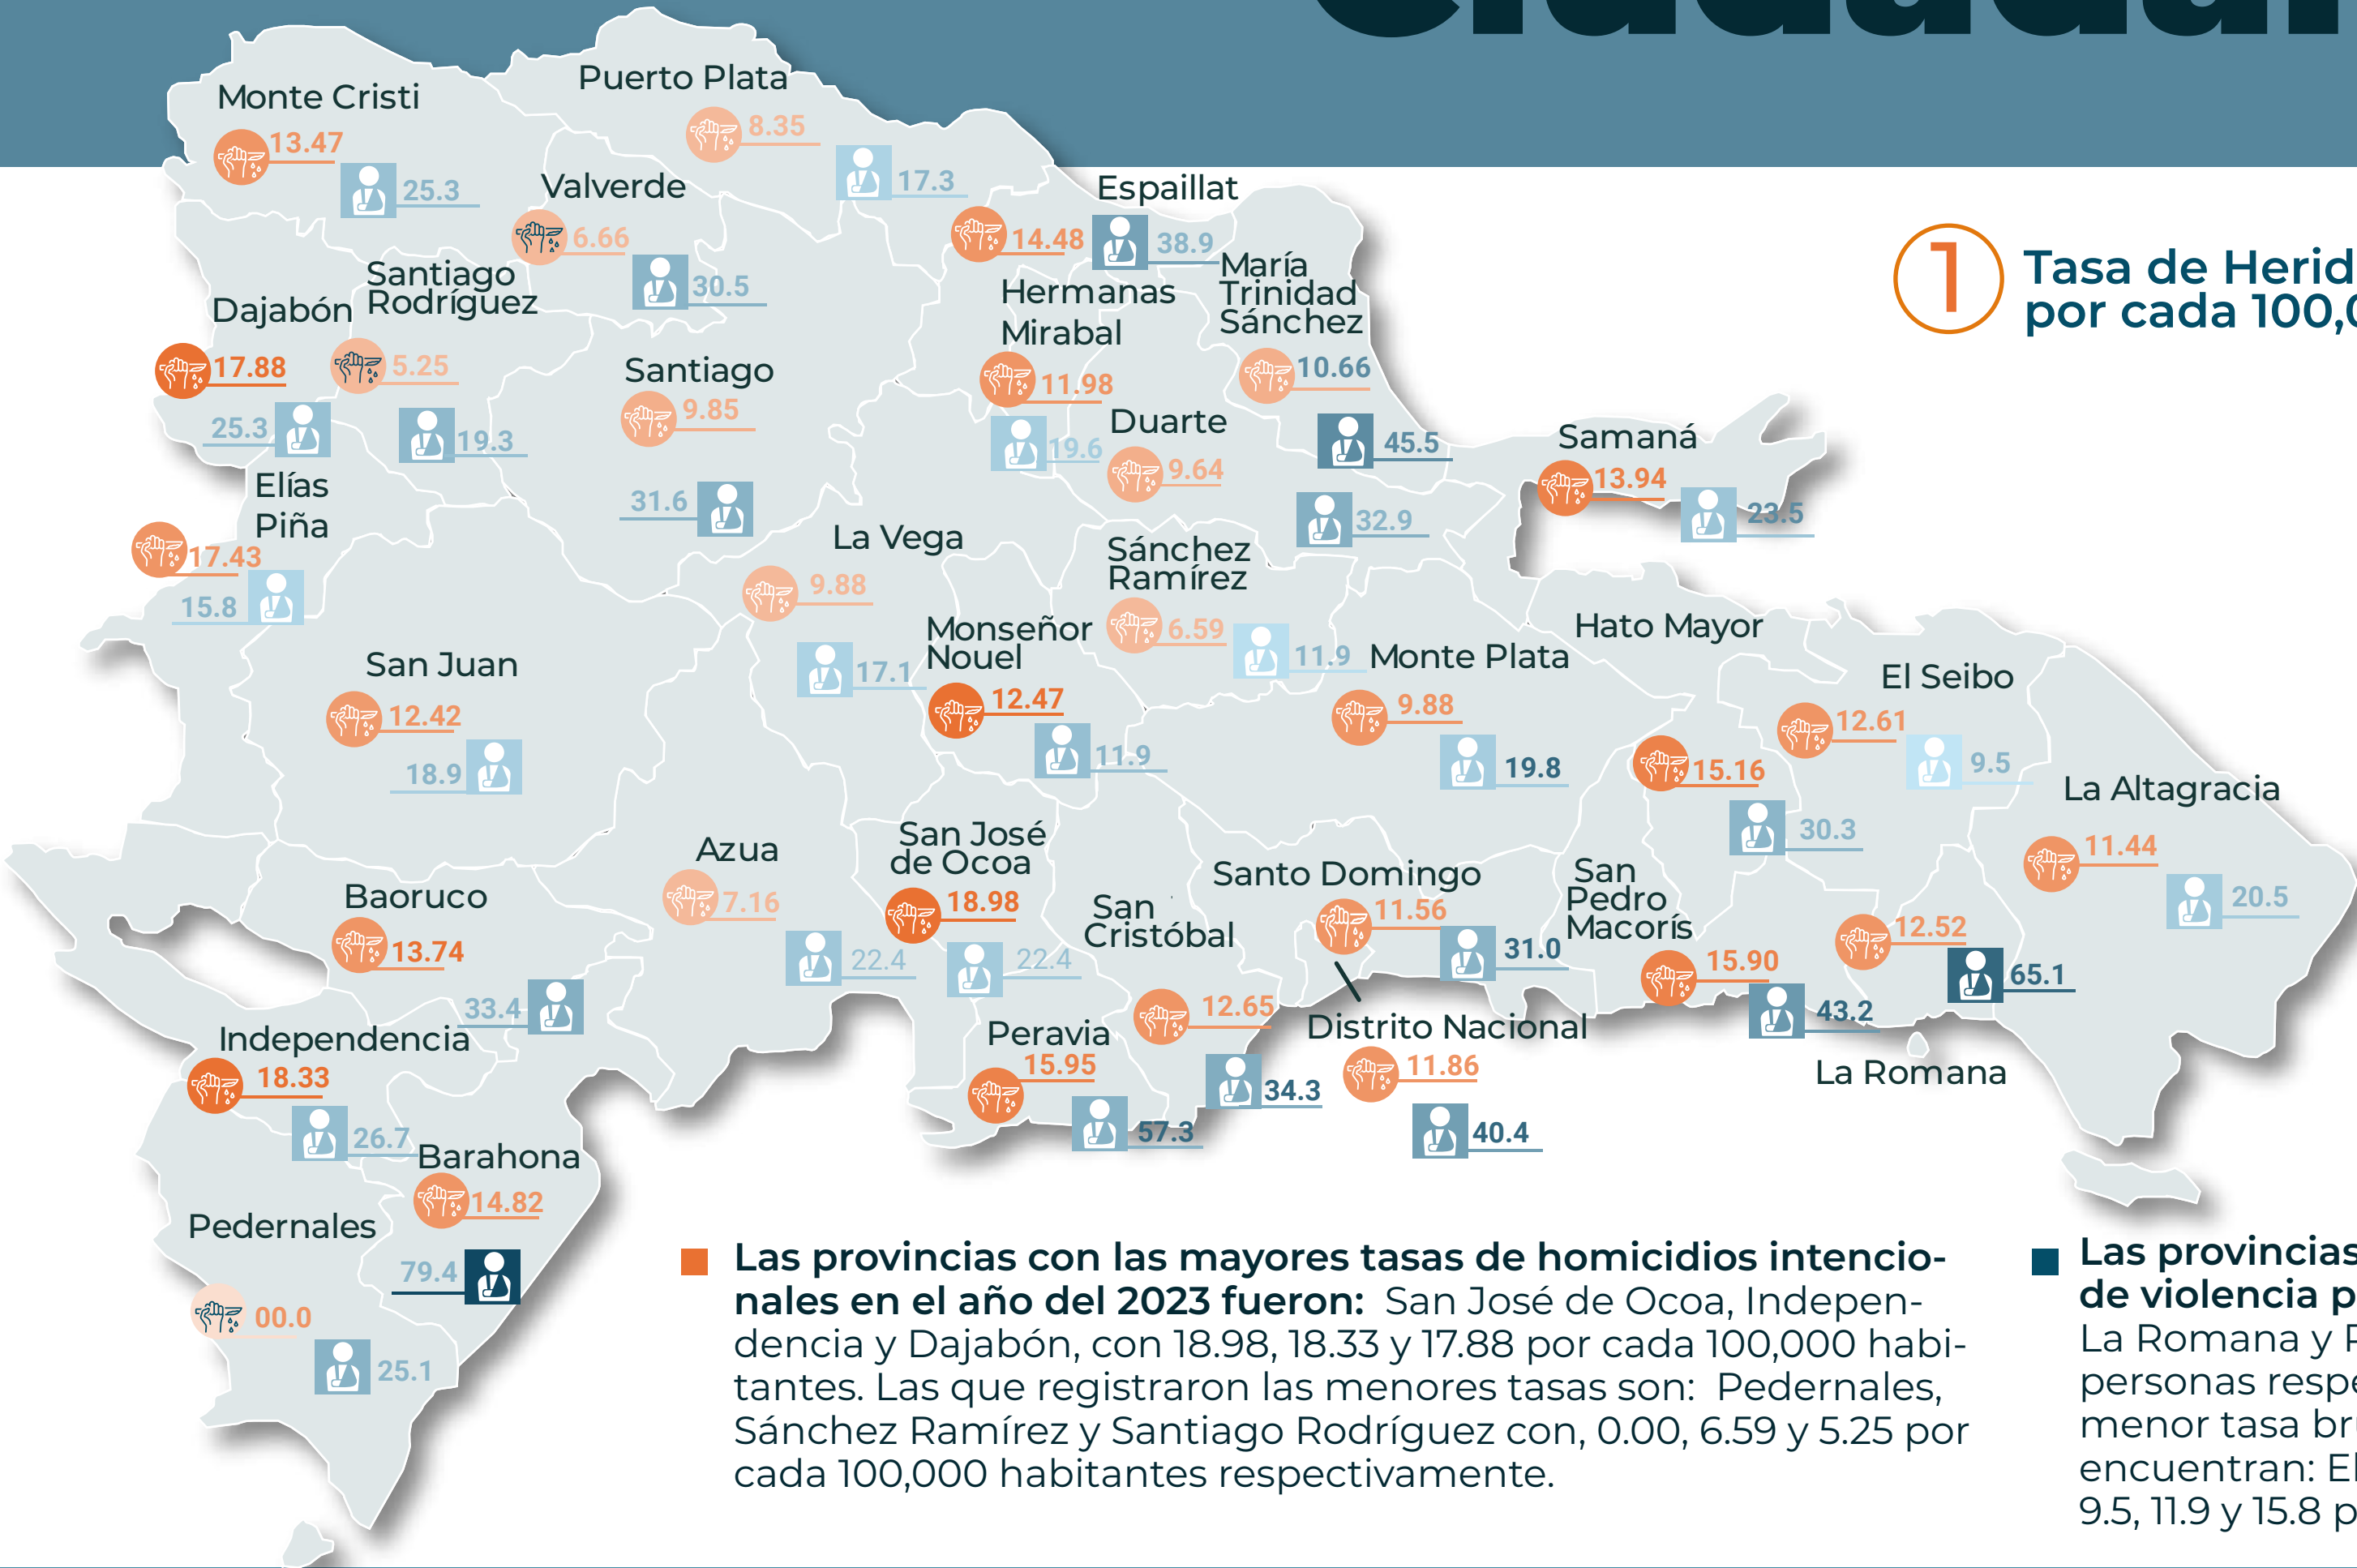 Ciudadan
Monte Cristi
13.47
25.3
Puerto Plata
8.35
17.3
Valverde
6.66
30.5
Espaillat
14.48
38.9
Santiago
Rodríguez
5.25
19.3
Dajabón
17.88
25.3
Santiago
9.85
31.6
Hermanas
Mirabal
11.98
19.6
María
Trinidad
Sánchez
10.66
45.5
1
Tasa de Herid
por cada 100,0
Duarte
9.64
32.9
Samaná
13.94
23.5
Elías
Piña
17.43
15.8
La Vega
9.88
17.1
Sánchez
Ramírez
6.59
11.9
Monseñor
Nouel
12.47
11.9
San Juan
12.42
18.9
Monte Plata
9.88
19.8
Hato Mayor
15.16
30.3
El Seibo
12.61
9.5
La Altagracia
11.44
20.5
Azua
7.16
22.4
San José
de Ocoa
18.98
22.4
Baoruco
13.74
33.4
San
Cristóbal
12.65
34.3
Santo Domingo
11.56
31.0
San
Pedro
Macorís
15.90
43.2
12.52
65.1
La Romana
Distrito Nacional
11.86
40.4
Peravia
15.95
57.3
Independencia
18.33
26.7
Barahona
14.82
79.4
Pedernales
00.0
25.1
Las provincias con las mayores tasas de homicidios intencio-
nales en el año del 2023 fueron: San José de Ocoa, Indepen-
dencia y Dajabón, con 18.98, 18.33 y 17.88 por cada 100,000 habi-
tantes. Las que registraron las menores tasas son: Pedernales,
Sánchez Ramírez y Santiago Rodríguez con, 0.00, 6.59 y 5.25 por
cada 100,000 habitantes respectivamente.
Las provincias
de violencia p
La Romana y P
personas respe
menor tasa bru
encuentran: El
9.5, 11.9 y 15.8 p